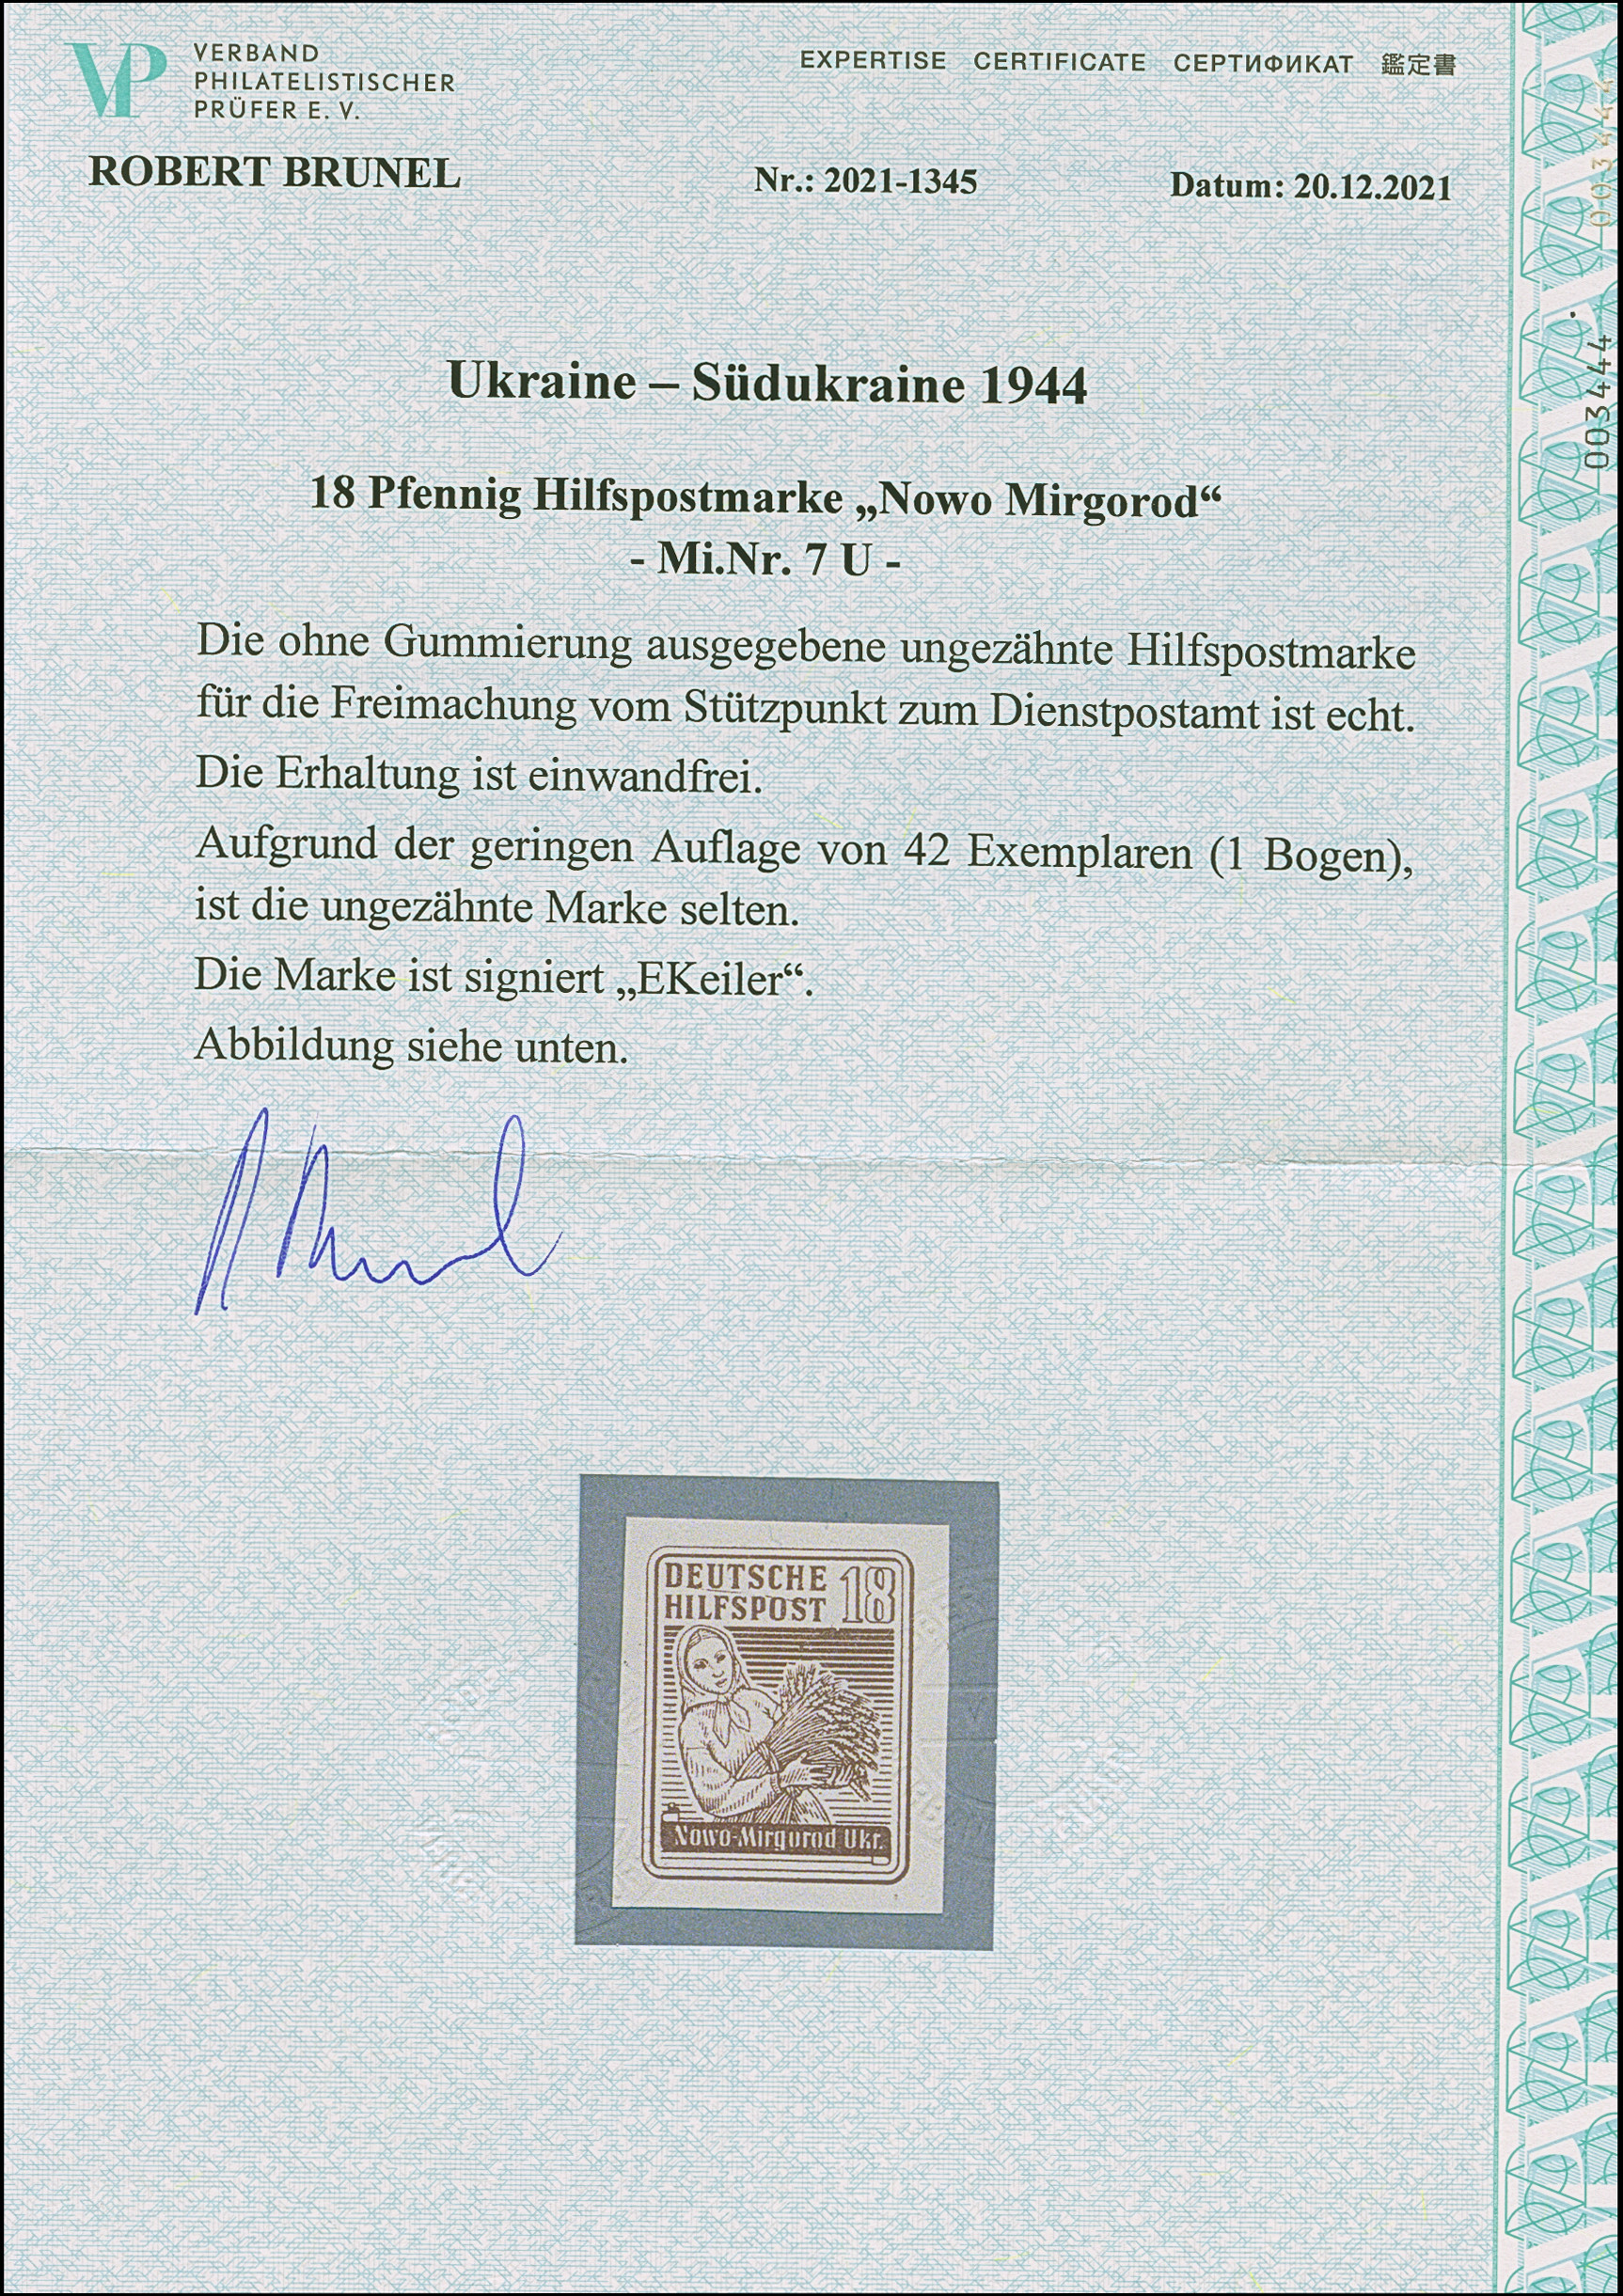 VP
VERBAND
PHILATELISTISCHER
PRÜFER E. V.
EXPERTISE CERTIFICATE СЕРТИФИКАТ 鑑定書
ROBERT BRUNEL
Nr.: 2021-1345
Datum: 20.12.2021
003444
003444
Ukraine – Südukraine 1944
18 Pfennig Hilfspostmarke „Nowo Mirgorod“
- Mi.Nr. 7 U -
Die ohne Gummierung ausgegebene ungezähnte Hilfspostmarke
für die Freimachung vom Stützpunkt zum Dienstpostamt ist echt.
Die Erhaltung ist einwandfrei.
Aufgrund der geringen Auflage von 42 Exemplaren (1 Bogen),
ist die ungezähnte Marke selten.
Die Marke ist signiert „EKeiler“.
Abbildung siehe unten.
DEUTSCHE
HILFSPOST
18
Nowo-Mirgorod Ukr.